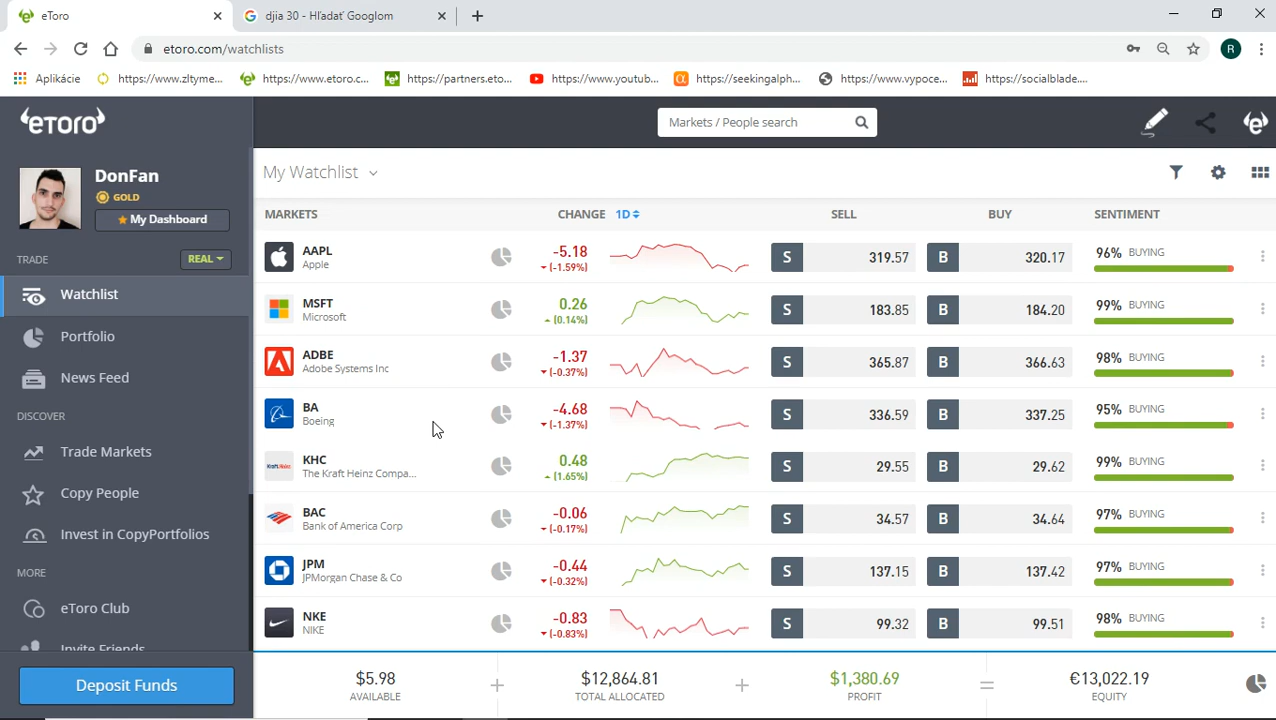 eToro
djia 30 - Hľadať Googlom
etoro.com/watchlists
R
Aplikácie
https://www.zltyme...
https://www.etoro.c...
https://partners.eto...
https://www.youtub...
https://seekingalph...
https://www.vypoce...
https://socialblade....
eToro
Markets / People search
DonFan
GOLD
My Dashboard
TRADE
REAL
Watchlist
Portfolio
News Feed
DISCOVER
Trade Markets
Copy People
Invest in CopyPortfolios
MORE
eToro Club
Invite Friends
Deposit Funds
My Watchlist
MARKETS CHANGE 1D SELL BUY SENTIMENT
AAPL
Apple
-5.18
(-1.59%)
S 319.57 B 320.17
96% BUYING
MSFT
Microsoft
0.26
(0.14%)
S 183.85 B 184.20
99% BUYING
ADBE
Adobe Systems Inc
-1.37
(-0.37%)
S 365.87 B 366.63
98% BUYING
BA
Boeing
-4.68
(-1.37%)
S 336.59 B 337.25
95% BUYING
Kraft Heinz
KHC
The Kraft Heinz Compa...
0.48
(1.65%)
S 29.55 B 29.62
99% BUYING
BAC
Bank of America Corp
-0.06
(-0.17%)
S 34.57 B 34.64
97% BUYING
JPM
JPMorgan Chase & Co
-0.44
(-0.32%)
S 137.15 B 137.42
97% BUYING
NKE
NIKE
-0.83
(-0.83%)
S 99.32 B 99.51
98% BUYING
$5.98 + $12,864.81 + $1,380.69 = €13,022.19
AVAILABLE TOTAL ALLOCATED PROFIT EQUITY